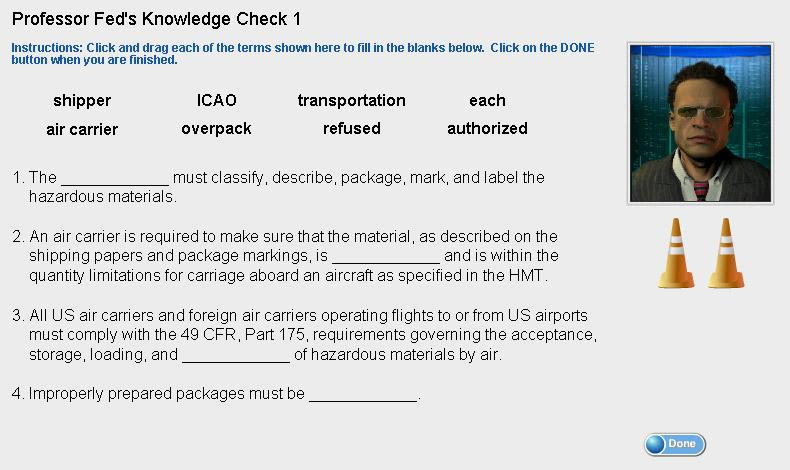 Professor Fed's Knowledge Check 1
Instructions: Click and drag each of the terms shown here to fill in the blanks below. Click on the DONE
button when you are finished.
shipper ICAO transportation each
air carrier overpack refused authorized
1. The ____________ must classify, describe, package, mark, and label the
hazardous materials.
2. An air carrier is required to make sure that the material, as described on the
shipping papers and package markings, is ____________ and is within the
quantity limitations for carriage aboard an aircraft as specified in the HMT.
3. All US air carriers and foreign air carriers operating flights to or from US airports
must comply with the 49 CFR, Part 175, requirements governing the acceptance,
storage, loading, and ____________ of hazardous materials by air.
4. Improperly prepared packages must be ____________.
Done